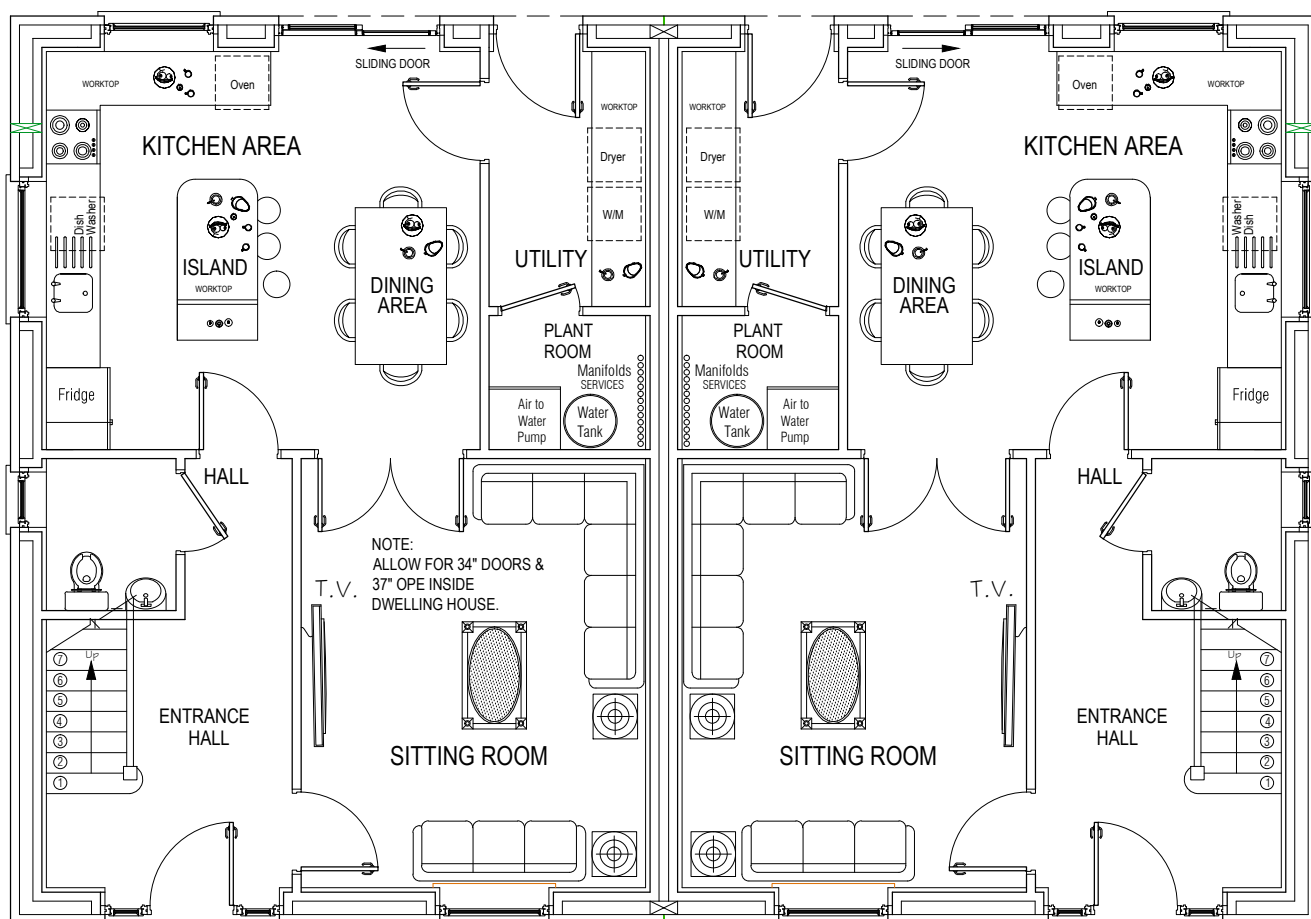 SLIDING DOOR
SLIDING DOOR
WORKTOP
Oven
WORKTOP
WORKTOP
Oven
WORKTOP
KITCHEN AREA
Dryer
Dryer
KITCHEN AREA
Dish
Washer
W/M
W/M
Washer
Dish
ISLAND
WORKTOP
DINING
AREA
UTILITY
UTILITY
DINING
AREA
ISLAND
WORKTOP
PLANT
ROOM
PLANT
ROOM
Manifolds
SERVICES
Manifolds
SERVICES
Fridge
Air to
Water
Pump
Water
Tank
Water
Tank
Air to
Water
Pump
Fridge
HALL
HALL
NOTE:
ALLOW FOR 34" DOORS &
37" OPE INSIDE
DWELLING HOUSE.
T.V.
T.V.
Up
7
6
5
4
3
2
1
Up
7
6
5
4
3
2
1
ENTRANCE
HALL
SITTING ROOM
SITTING ROOM
ENTRANCE
HALL